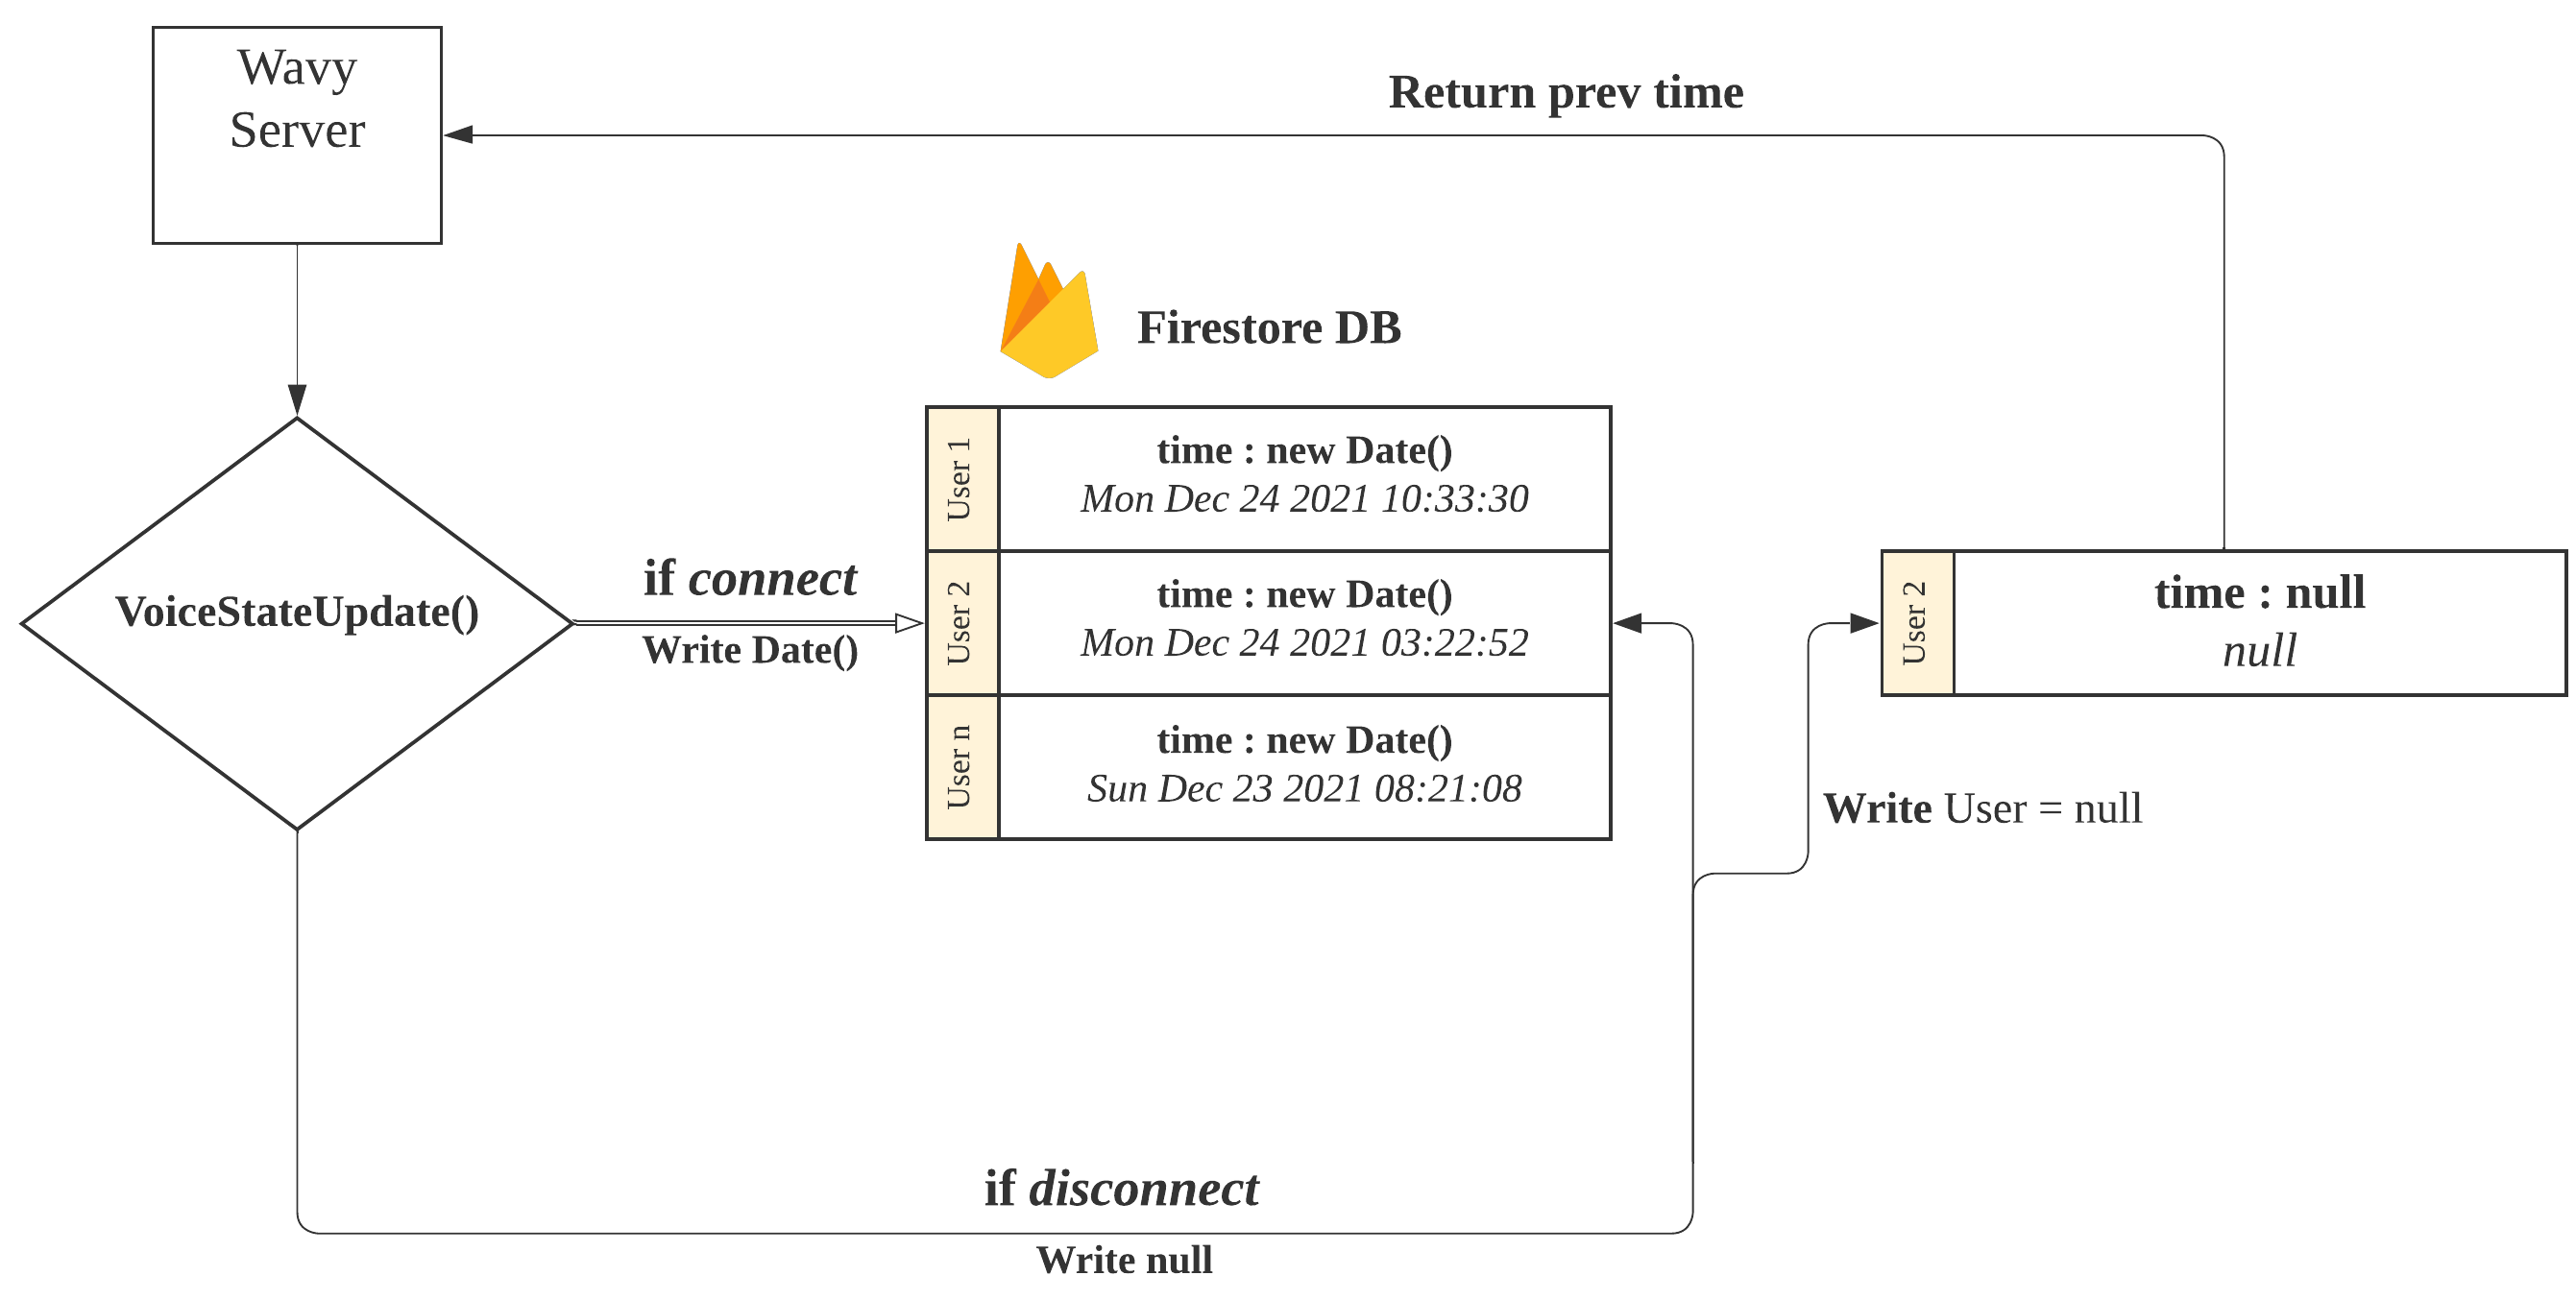 Wavy
Server
Return prev time
Firestore DB
User 1
time : new Date()
Mon Dec 24 2021 10:33:30
VoiceStateUpdate()
if connect
Write Date()
User 2
time : new Date()
Mon Dec 24 2021 03:22:52
User 2
time : null
null
User n
time : new Date()
Sun Dec 23 2021 08:21:08
Write User = null
if disconnect
Write null